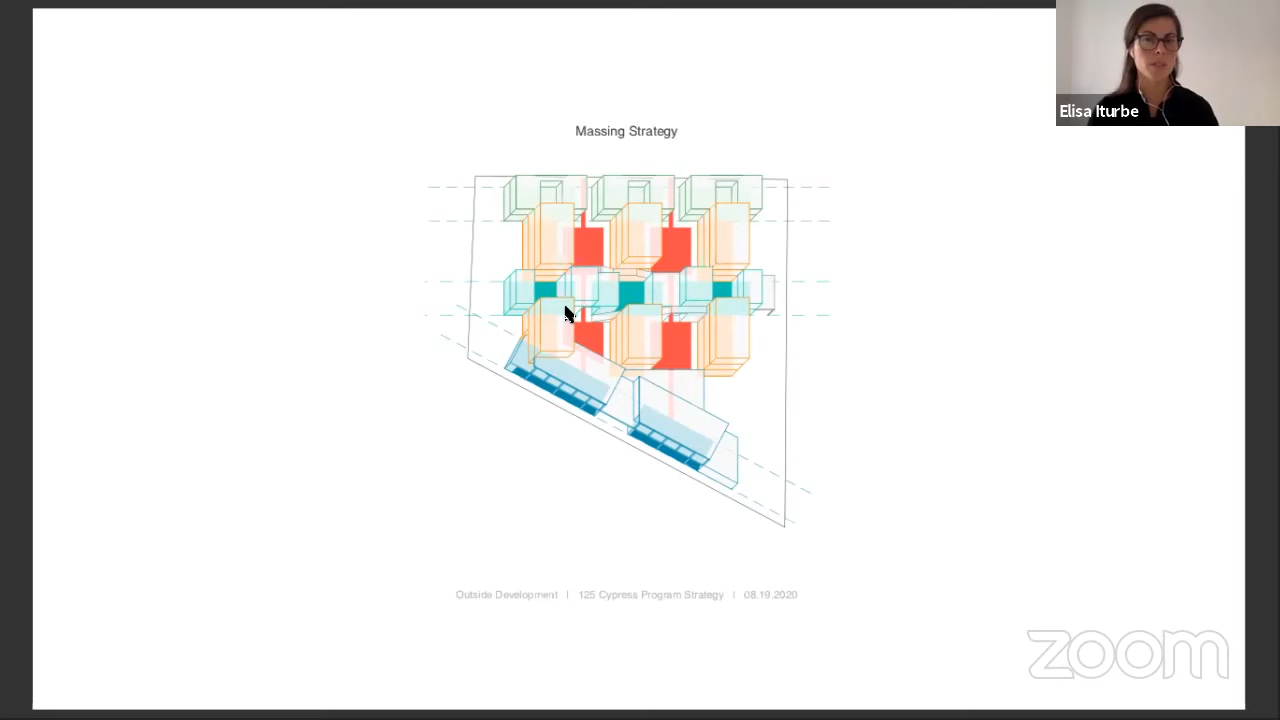 Elisa Iturbe
Massing Strategy
Outside Development | 125 Cypress Program Strategy | 08.19.2020
zoom